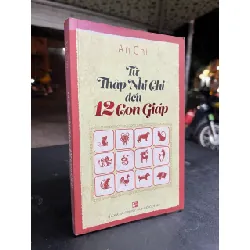 An Chi
Từ
Thập Nhị Chi
đến
12 Con Giáp